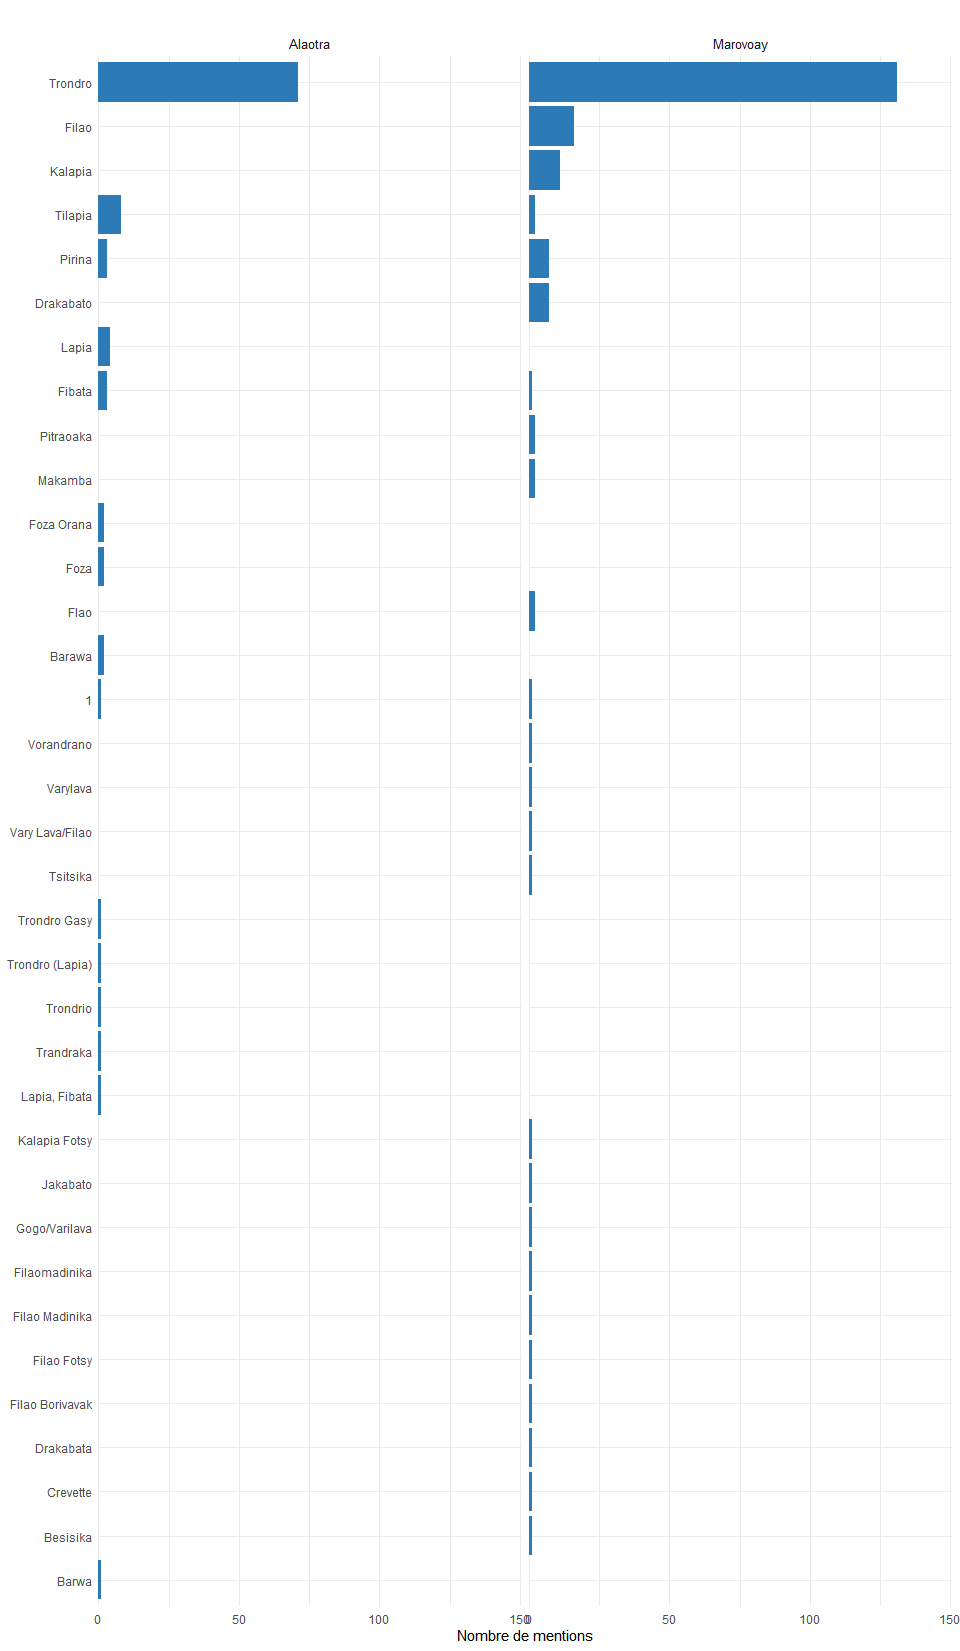 Alaotra Marovoay
Trondro
Filao
Kalapia
Tilapia
Pirina
Drakabato
Lapia
Fibata
Pitraoaka
Makamba
Foza Orana
Foza
Flao
Barawa
1
Vorandrano
Varylava
Vary Lava/Filao
Tsitsika
Trondro Gasy
Trondro (Lapia)
Trondrio
Trandraka
Lapia, Fibata
Kalapia Fotsy
Jakabato
Gogo/Varilava
Filaomadinika
Filao Madinika
Filao Fotsy
Filao Borivavak
Drakabata
Crevette
Besisika
Barwa
0 50 100 150 0 50 100 150
Nombre de mentions